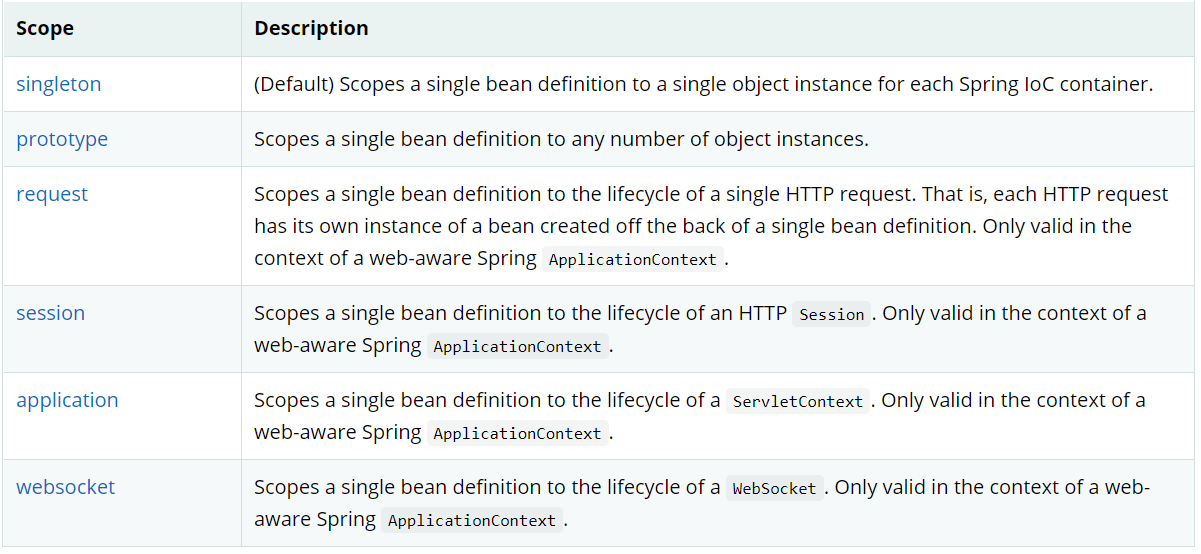 Scope Description
singleton (Default) Scopes a single bean definition to a single object instance for each Spring IoC container.
prototype Scopes a single bean definition to any number of object instances.
request Scopes a single bean definition to the lifecycle of a single HTTP request. That is, each HTTP request
has its own instance of a bean created off the back of a single bean definition. Only valid in the
context of a web-aware Spring ApplicationContext.
session Scopes a single bean definition to the lifecycle of an HTTP Session. Only valid in the context of a
web-aware Spring ApplicationContext.
application Scopes a single bean definition to the lifecycle of a ServletContext. Only valid in the context of a
web-aware Spring ApplicationContext.
websocket Scopes a single bean definition to the lifecycle of a WebSocket. Only valid in the context of a web-
aware Spring ApplicationContext.